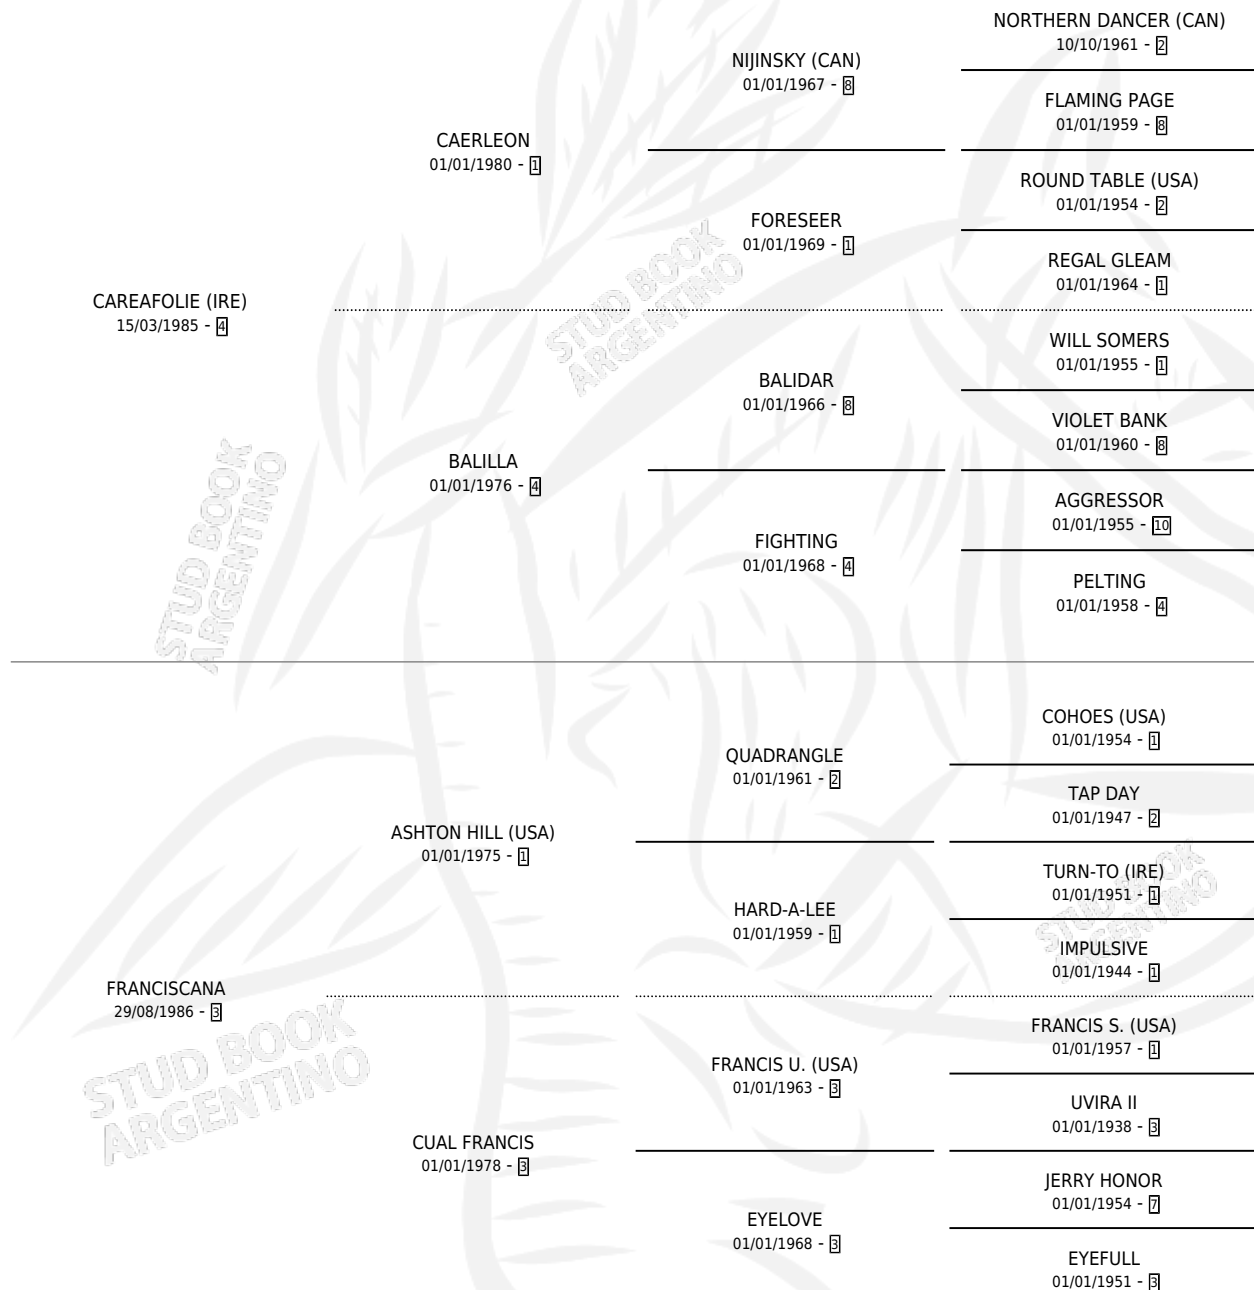 NORTHERN DANCER (CAN)
10/10/1961 - 2
NIJINSKY (CAN)
01/01/1967 - 8
FLAMING PAGE
01/01/1959 - 8
CAERLEON
01/01/1980 - 1
ROUND TABLE (USA)
01/01/1954 - 2
FORESEER
01/01/1969 - 1
REGAL GLEAM
01/01/1964 - 1
CAREAFOLIE (IRE)
15/03/1985 - 4
WILL SOMERS
01/01/1955 - 1
BALIDAR
01/01/1966 - 8
VIOLET BANK
01/01/1960 - 8
BALILLA
01/01/1976 - 4
AGGRESSOR
01/01/1955 - 10
FIGHTING
01/01/1968 - 4
PELTING
01/01/1958 - 4
COHOES (USA)
01/01/1954 - 1
QUADRANGLE
01/01/1961 - 2
TAP DAY
01/01/1947 - 2
ASHTON HILL (USA)
01/01/1975 - 1
TURN-TO (IRE)
01/01/1951 - 1
HARD-A-LEE
01/01/1959 - 1
IMPULSIVE
01/01/1944 - 1
FRANCISCANA
29/08/1986 - 3
FRANCIS S. (USA)
01/01/1957 - 1
FRANCIS U. (USA)
01/01/1963 - 3
UVIRA II
01/01/1938 - 3
CUAL FRANCIS
01/01/1978 - 3
JERRY HONOR
01/01/1954 - 7
EYELOVE
01/01/1968 - 3
EYEFULL
01/01/1951 - 3
STUD BOOK
ARGENTINO
STUD BOOK
ARGENTINO
STUD BOOK
ARGENTINO
STUD BOOK
ARGENTINO